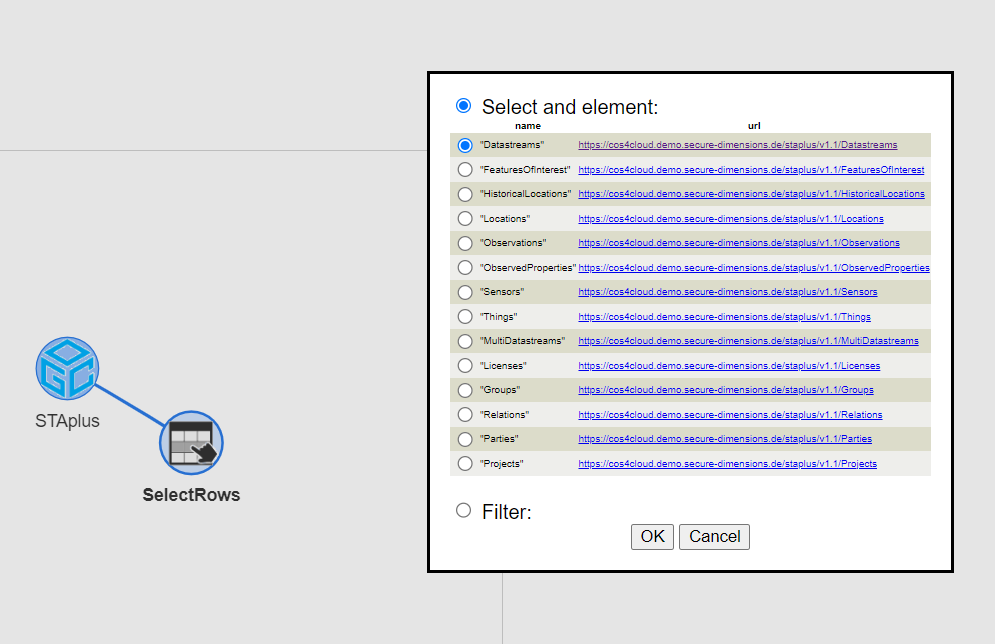 Select and element:
name url
"Datastreams" https://cos4cloud.demo.secure-dimensions.de/staplus/v1.1/Datastreams
"FeaturesOfInterest" https://cos4cloud.demo.secure-dimensions.de/staplus/v1.1/FeaturesOfInterest
"HistoricalLocations" https://cos4cloud.demo.secure-dimensions.de/staplus/v1.1/HistoricalLocations
"Locations" https://cos4cloud.demo.secure-dimensions.de/staplus/v1.1/Locations
"Observations" https://cos4cloud.demo.secure-dimensions.de/staplus/v1.1/Observations
"ObservedProperties" https://cos4cloud.demo.secure-dimensions.de/staplus/v1.1/ObservedProperties
"Sensors" https://cos4cloud.demo.secure-dimensions.de/staplus/v1.1/Sensors
"Things" https://cos4cloud.demo.secure-dimensions.de/staplus/v1.1/Things
"MultiDatastreams" https://cos4cloud.demo.secure-dimensions.de/staplus/v1.1/MultiDatastreams
"Licenses" https://cos4cloud.demo.secure-dimensions.de/staplus/v1.1/Licenses
"Groups" https://cos4cloud.demo.secure-dimensions.de/staplus/v1.1/Groups
"Relations" https://cos4cloud.demo.secure-dimensions.de/staplus/v1.1/Relations
"Parties" https://cos4cloud.demo.secure-dimensions.de/staplus/v1.1/Parties
"Projects" https://cos4cloud.demo.secure-dimensions.de/staplus/v1.1/Projects
Filter:
OK Cancel
OGC
STAplus
SelectRows